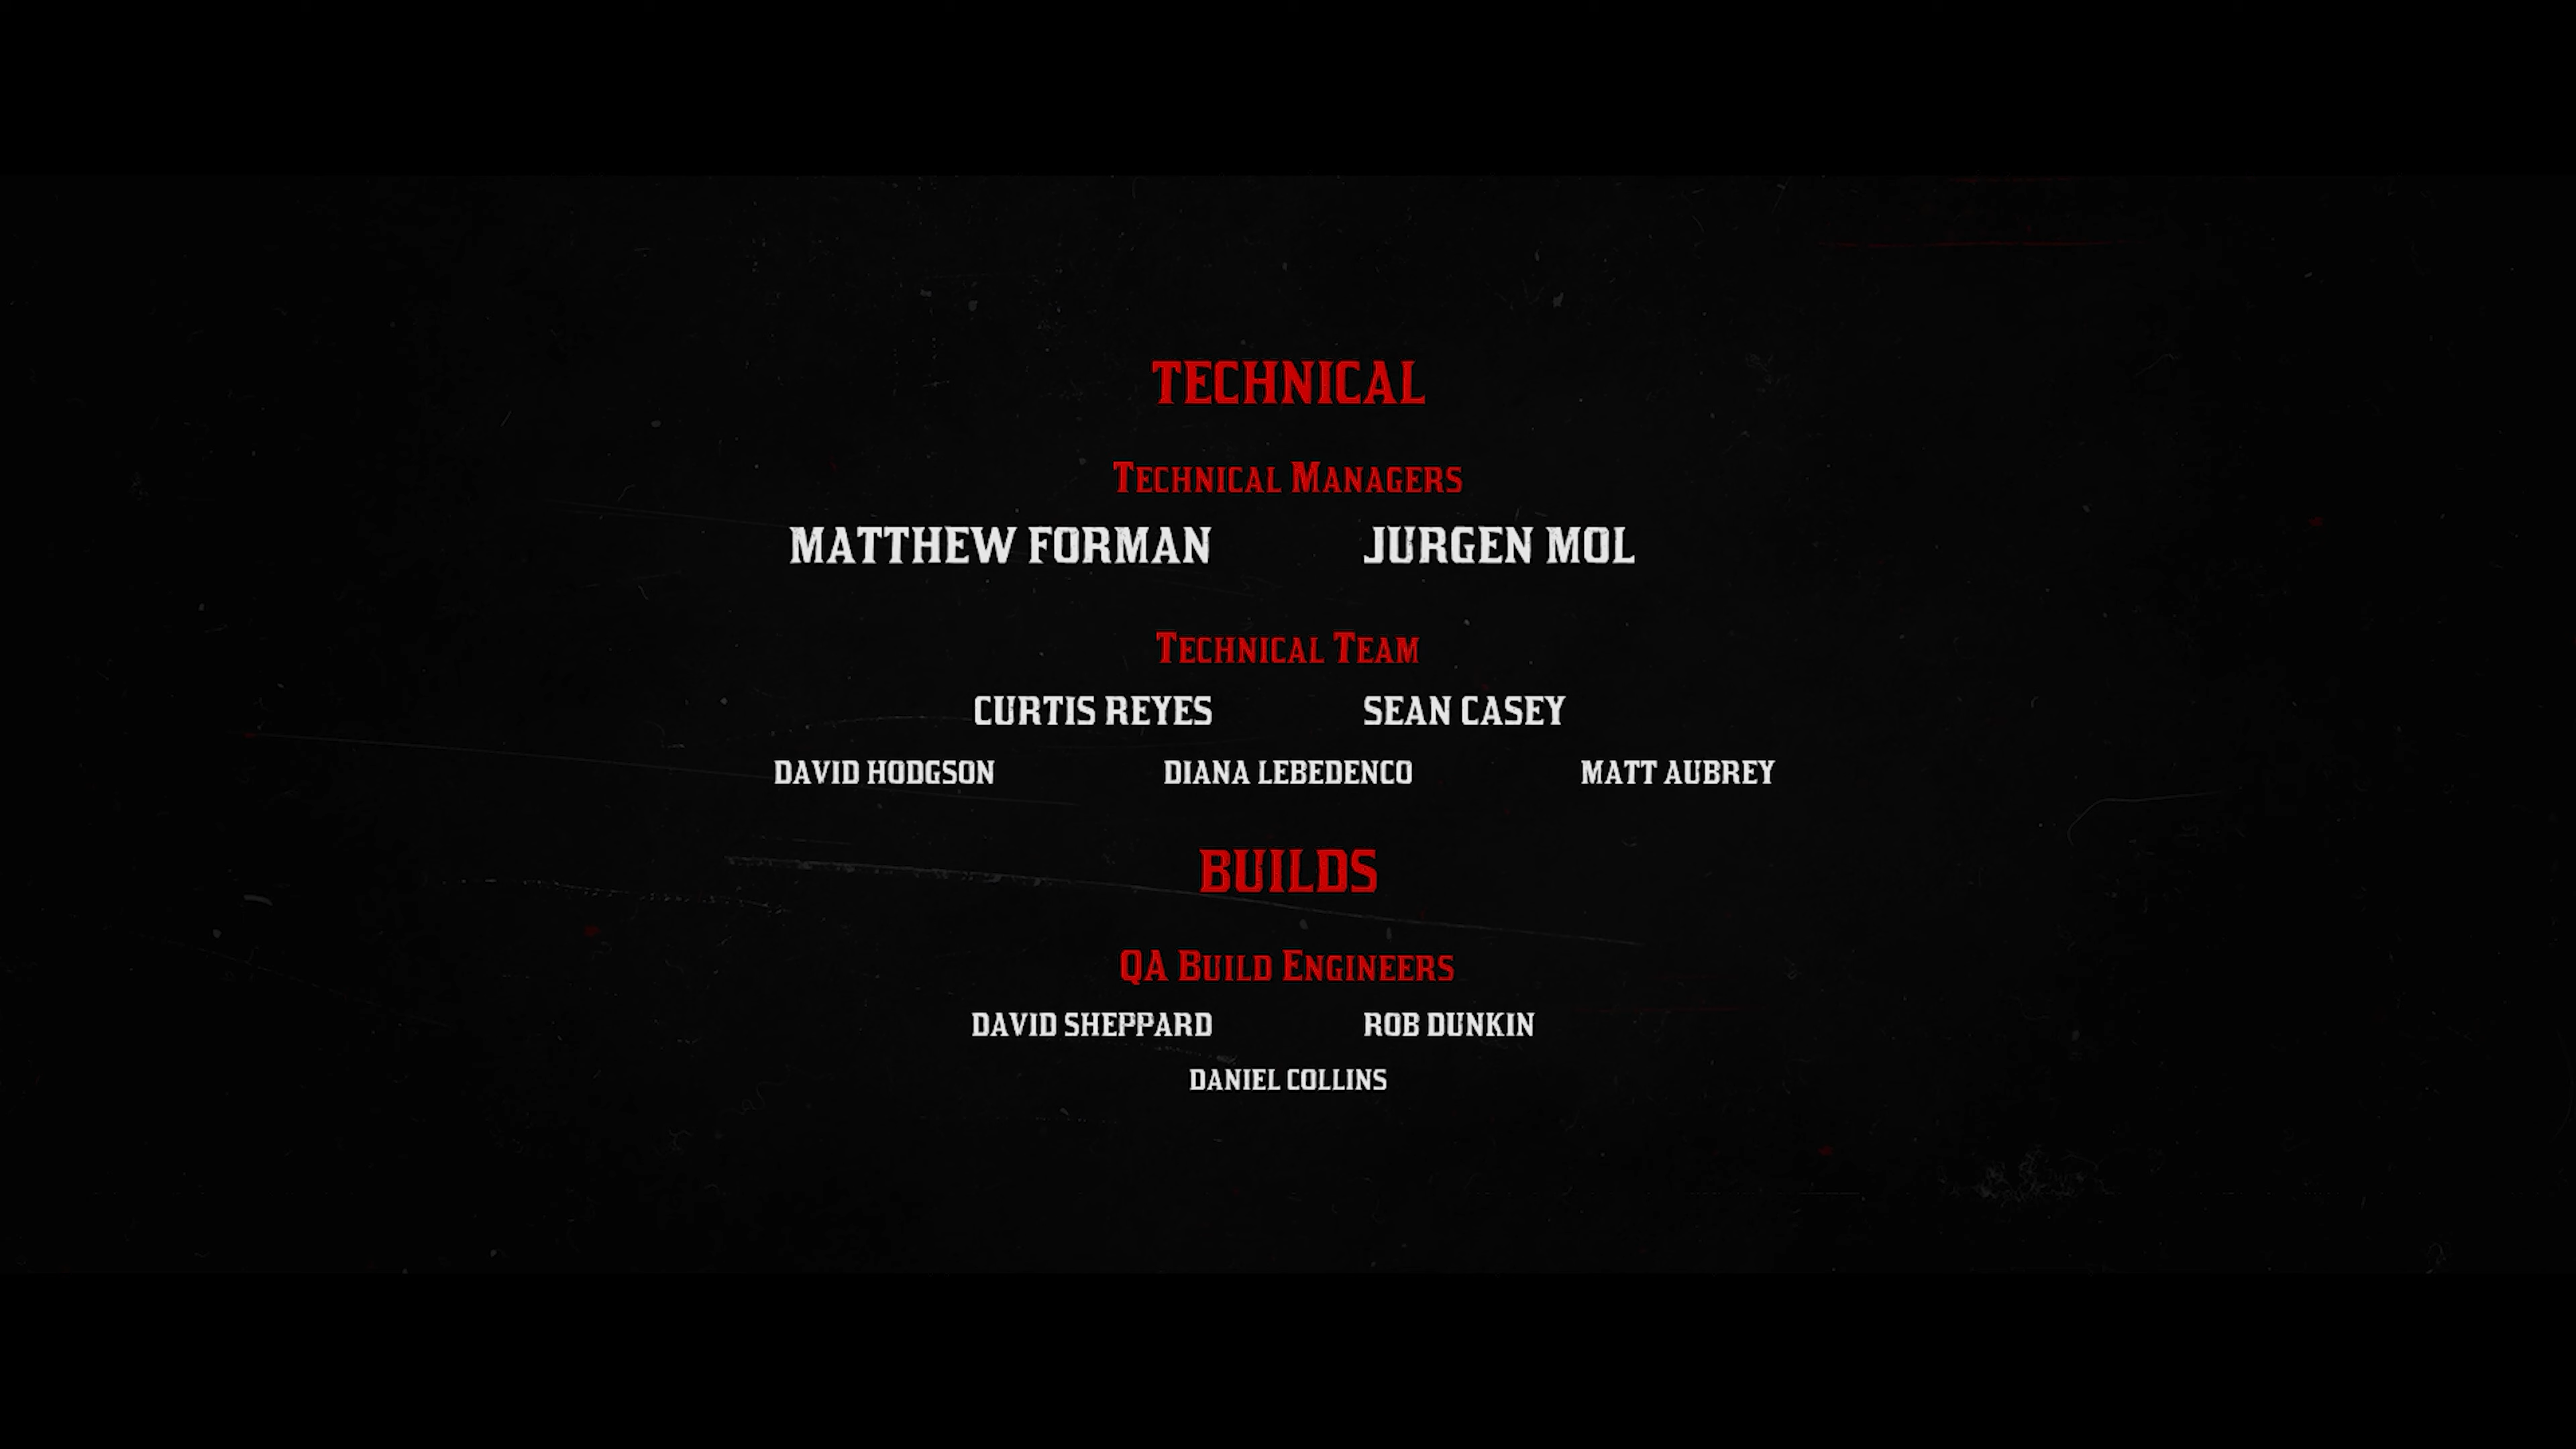 TECHNICAL
TECHNICAL MANAGERS
MATTHEW FORMAN JURGEN MOL
TECHNICAL TEAM
CURTIS REYES SEAN CASEY
DAVID HODGSON DIANA LEBEDENCO MATT AUBREY
BUILDS
QA BUILD ENGINEERS
DAVID SHEPPARD ROB DUNKIN
DANIEL COLLINS